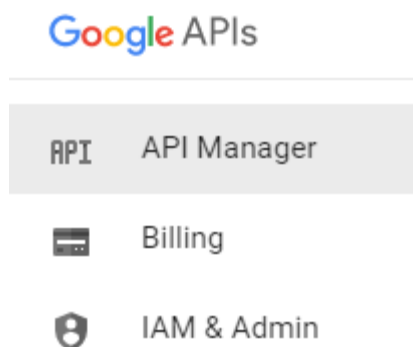 Google APIs
API API Manager
Billing
IAM & Admin